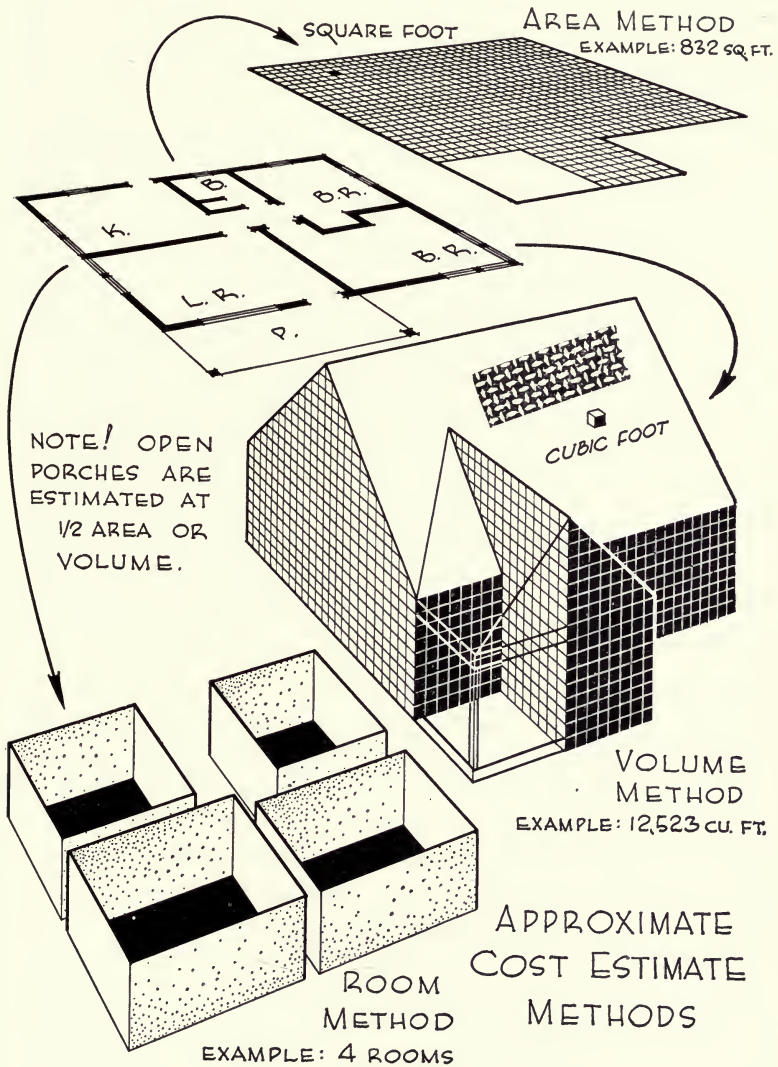 AREA METHOD
EXAMPLE: 832 SQ. FT.
SQUARE FOOT
B.
B.R.
K.
B.R.
L.R.
P.
CUBIC FOOT
NOTE! OPEN
PORCHES ARE
ESTIMATED AT
1/2 AREA OR
VOLUME.
VOLUME
METHOD
EXAMPLE: 12,523 CU. FT.
ROOM
METHOD
EXAMPLE: 4 ROOMS
APPROXIMATE
COST ESTIMATE
METHODS